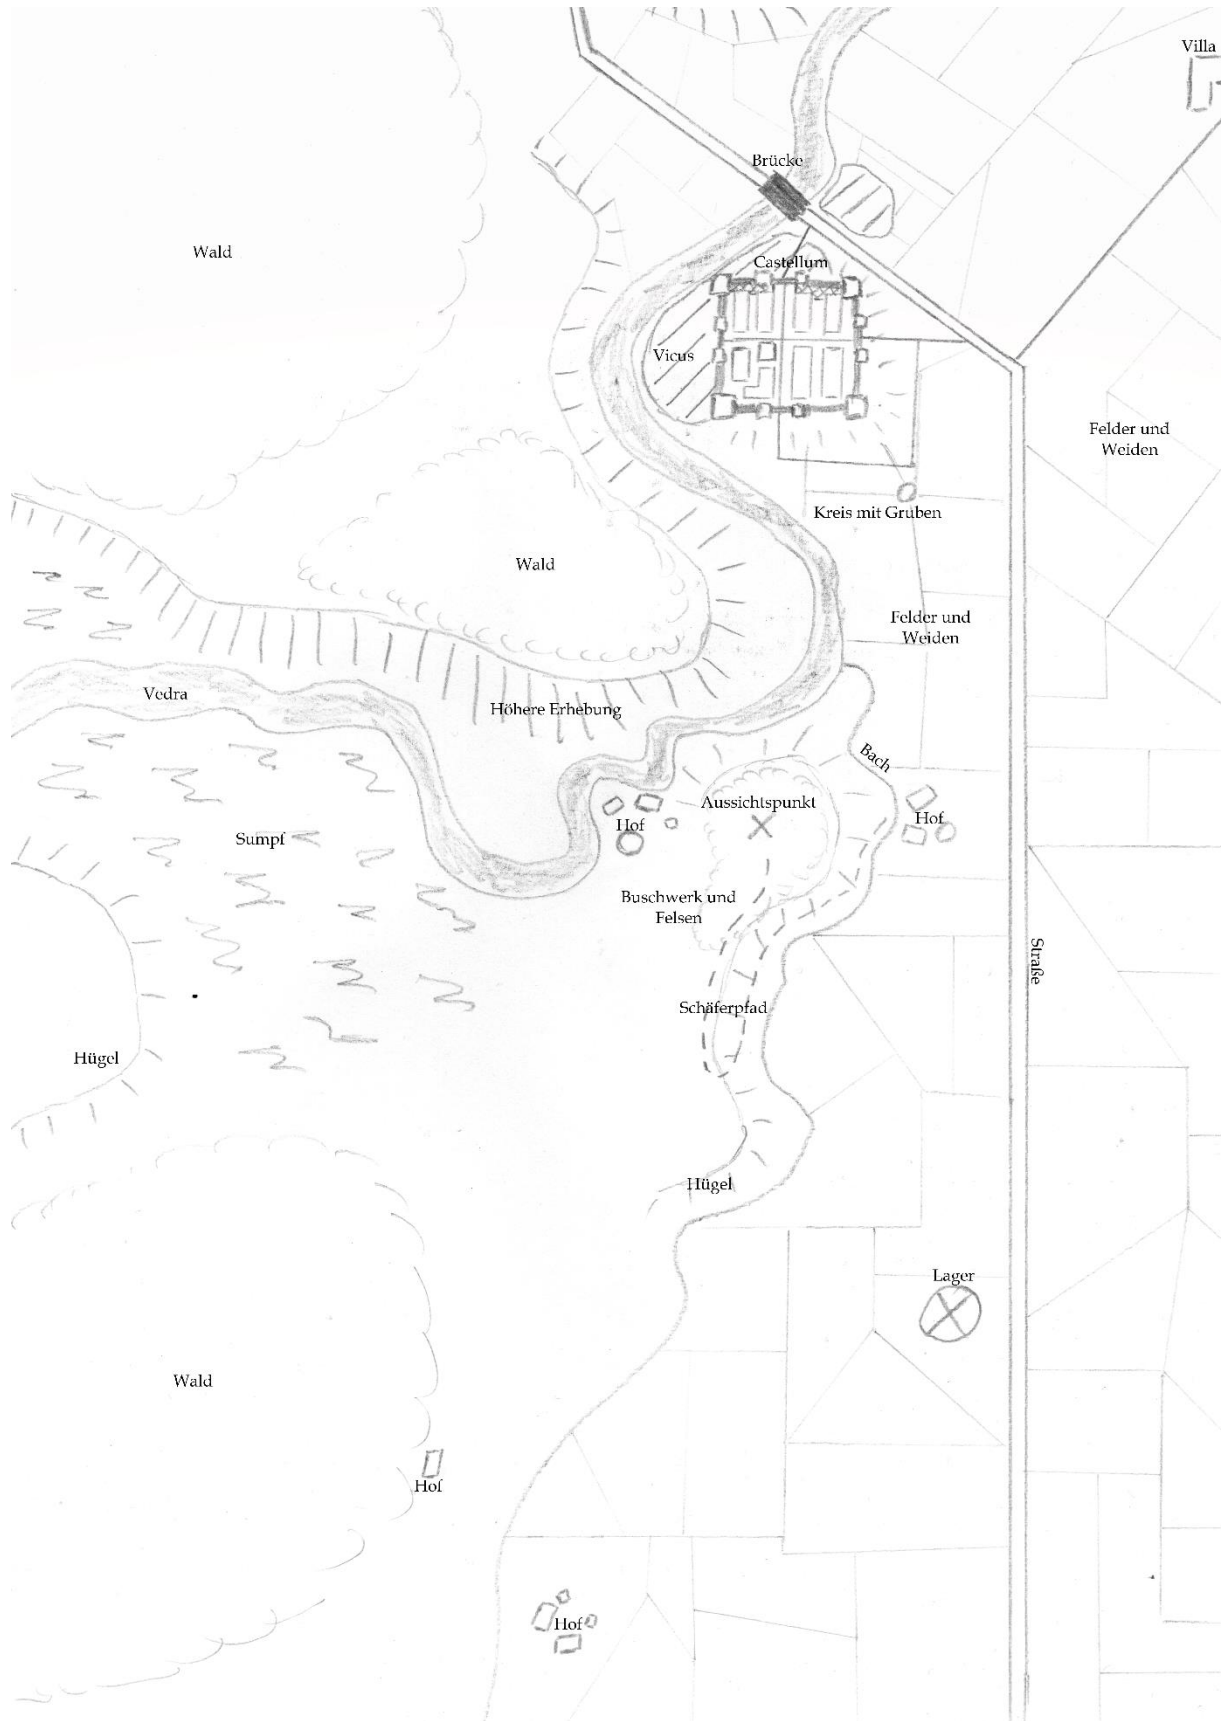 Villa
Brücke
Wald
Castellum
Vicus
Felder und
Weiden
Kreis mit Gruben
Wald
Felder und
Weiden
Vedra
Höhere Erhebung
Bach
Aussichtspunkt
Hof
Hof
Sumpf
Buschwerk und
Felsen
Straße
Schäferpfad
Hügel
Hügel
Lager
Wald
Hof
Hof